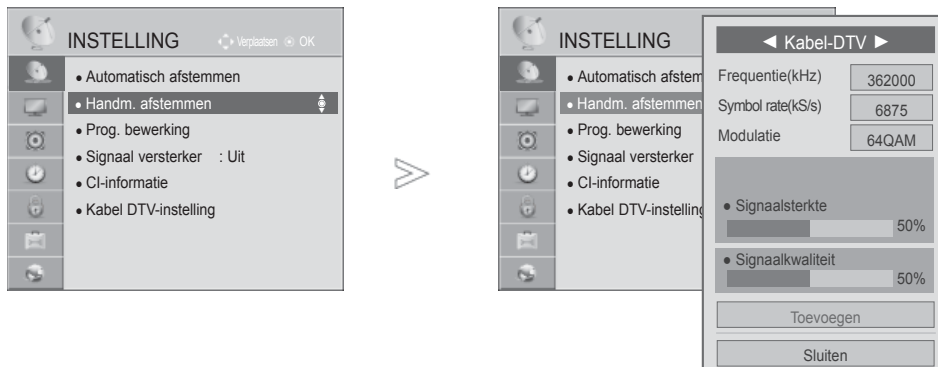 INSTELLING Verplaatsen OK
● Automatisch afstemmen
● Handm. afstemmen
● Prog. bewerking
● Signaal versterker : Uit
● CI-informatie
● Kabel DTV-instelling
INSTELLING
● Automatisch afstem
● Handm. afstemmen
● Prog. bewerking
● Signaal versterker
● CI-informatie
● Kabel DTV-instelling
◄ Kabel-DTV ►
Frequentie(kHz) 362000
Symbol rate(kS/s) 6875
Modulatie 64QAM
● Signaalsterkte
50%
● Signaalkwaliteit
50%
Toevoegen
Sluiten